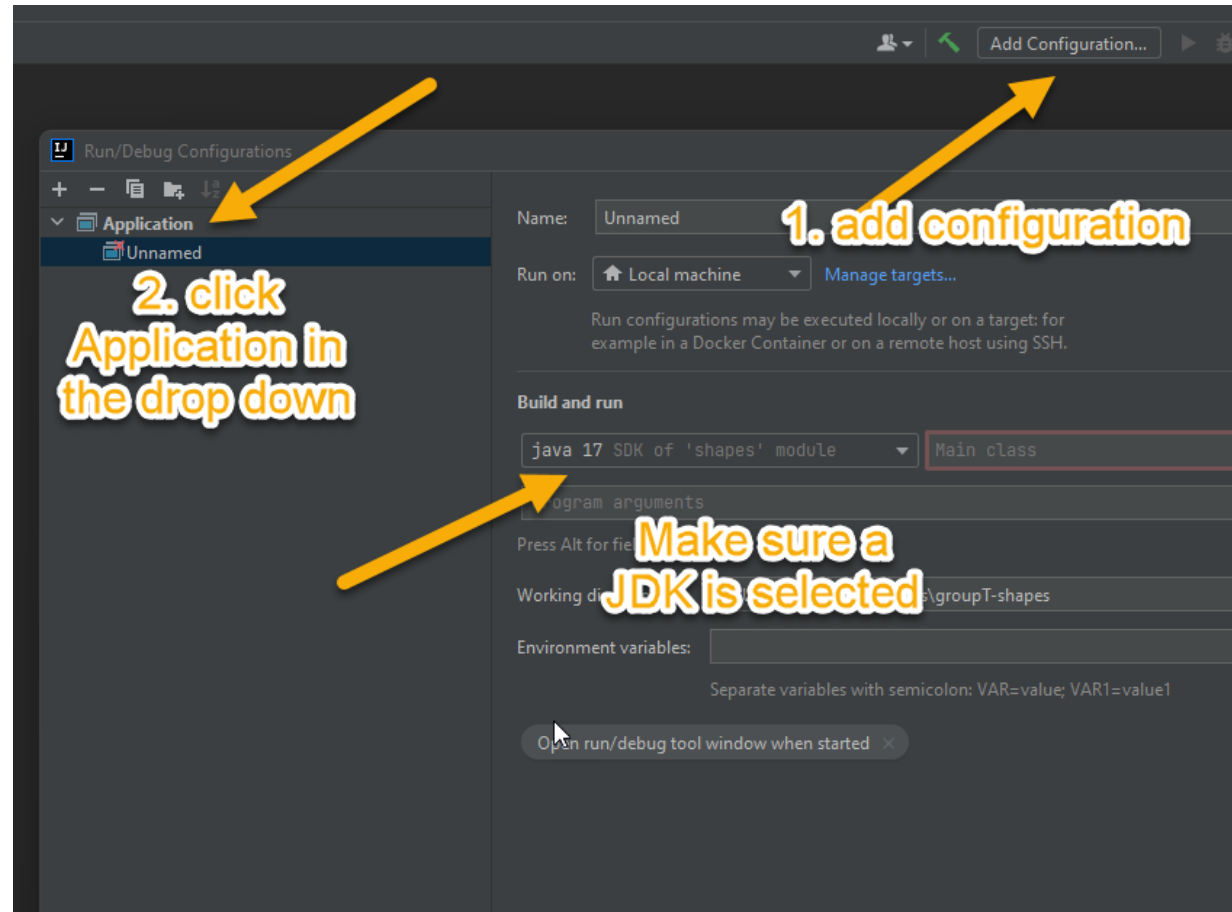 Add Configuration...
IJ
Run/Debug Configurations
Application
Unnamed
Name: Unnamed
1. add configuration
Run on: Local machine Manage targets...
2. click
Application in
the drop down
Run configurations may be executed locally or on a target: for
example in a Docker Container or on a remote host using SSH.
Build and run
java 17 SDK of 'shapes' module Main class
arguments
Make sure a
JDK is selected
Press Alt for
Working \groupT-shapes
Environment variables:
Separate variables with semicolon: VAR=value; VAR1=value1
Open run/debug tool window when started